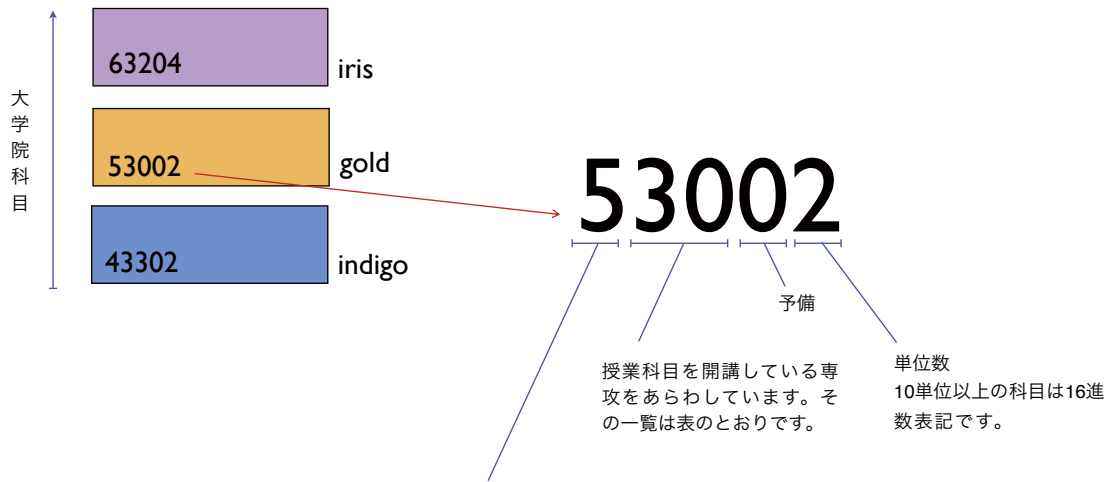 大学院科目
63204
iris
53002
gold
43302
indigo
53002
予備
授業科目を開講している専
攻をあらわしています。そ
の一覧は表のとおりです。
単位数
10単位以上の科目は16進
数表記です。